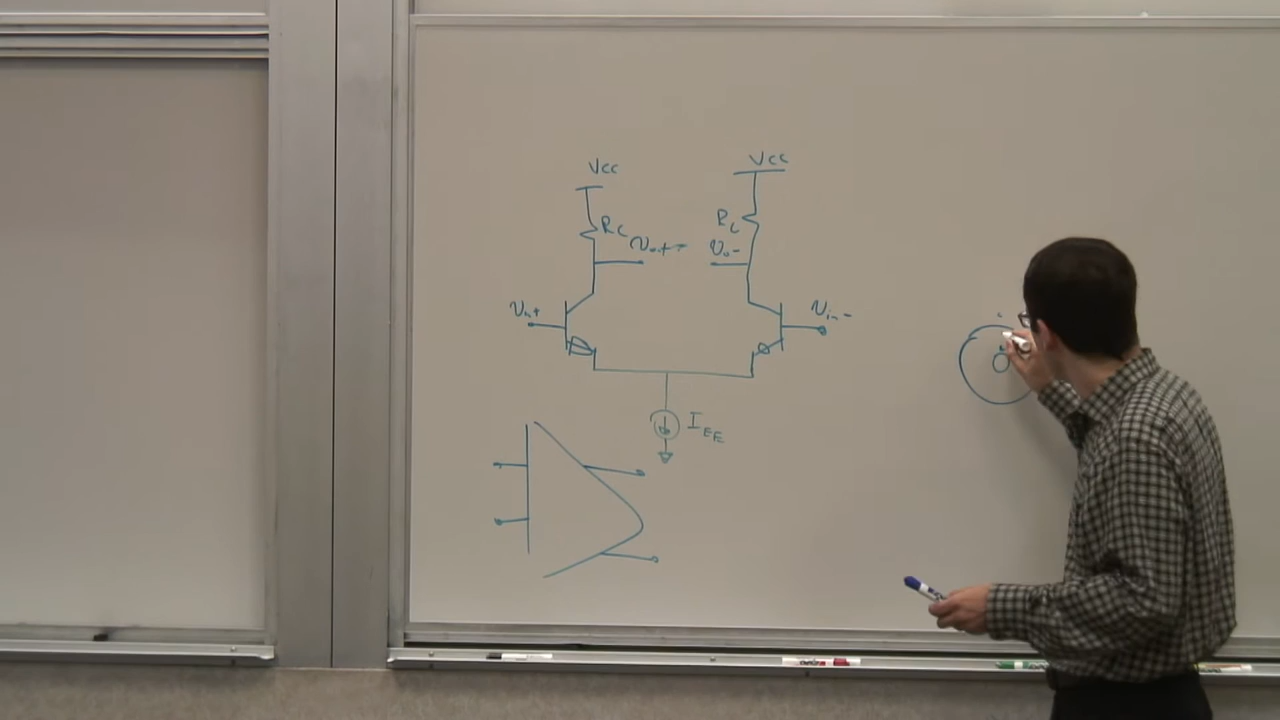 Vcc
Vcc
Rc
Rc
Vo+
Vo-
Vin+
Vin-
IEE